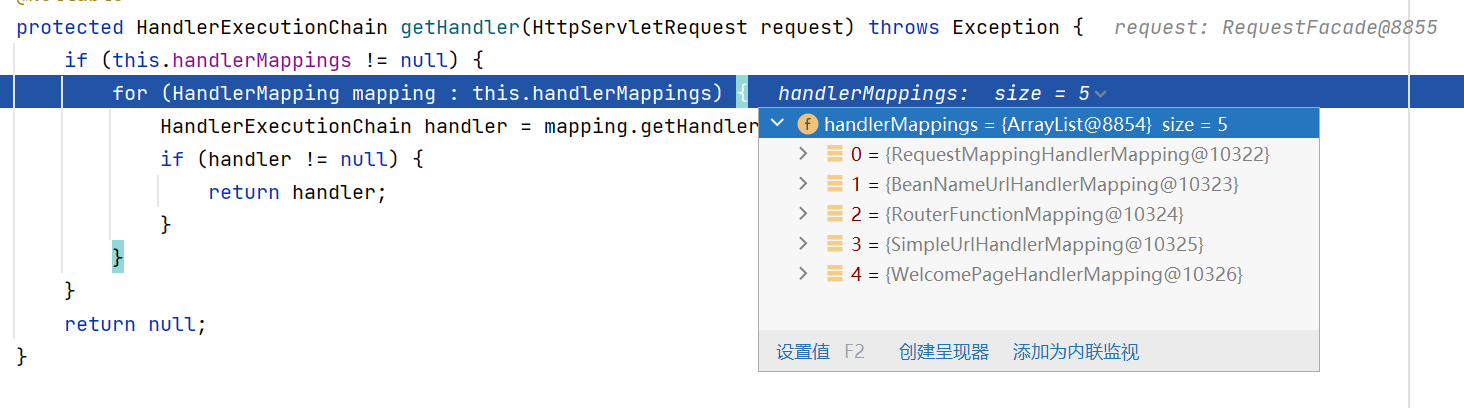 protected HandlerExecutionChain getHandler(HttpServletRequest request) throws Exception {   request: RequestFacade@8855
    if (this.handlerMappings != null) {
        for (HandlerMapping mapping : this.handlerMappings) {   handlerMappings:  size = 5
            HandlerExecutionChain handler = mapping.getHandler
            if (handler != null) {
                return handler;
            }
        }
    }
    return null;
}
f handlerMappings = {ArrayList@8854}  size = 5
0 = {RequestMappingHandlerMapping@10322}
1 = {BeanNameUrlHandlerMapping@10323}
2 = {RouterFunctionMapping@10324}
3 = {SimpleUrlHandlerMapping@10325}
4 = {WelcomePageHandlerMapping@10326}
设置值 F2 创建呈现器 添加为内联监视